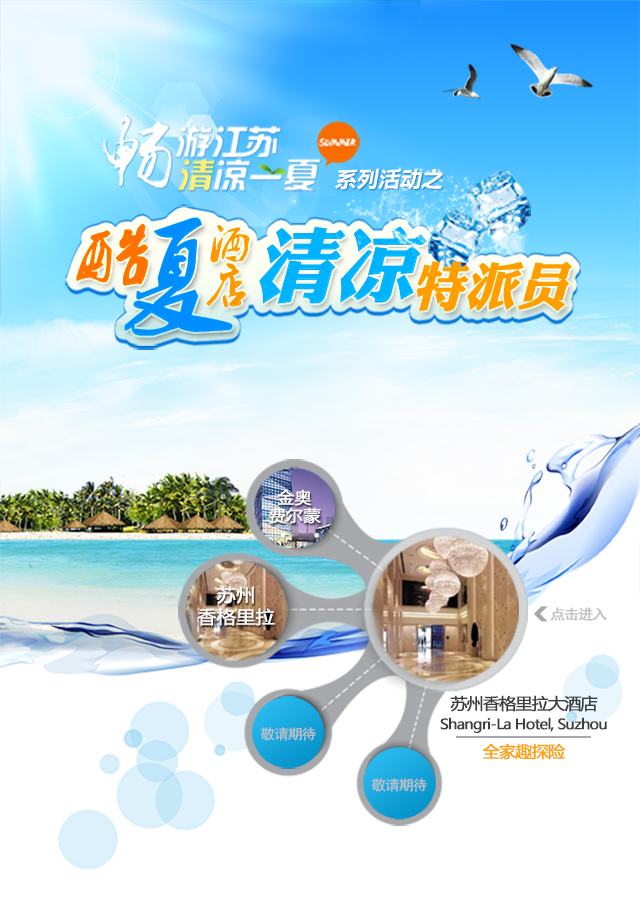 畅游江苏
清凉一夏
SUMMER
系列活动之
酷夏酒店清凉特派员
金奥
费尔蒙
苏州
香格里拉
点击进入
苏州香格里拉大酒店
Shangri-La Hotel, Suzhou
全家趣探险
敬请期待
敬请期待